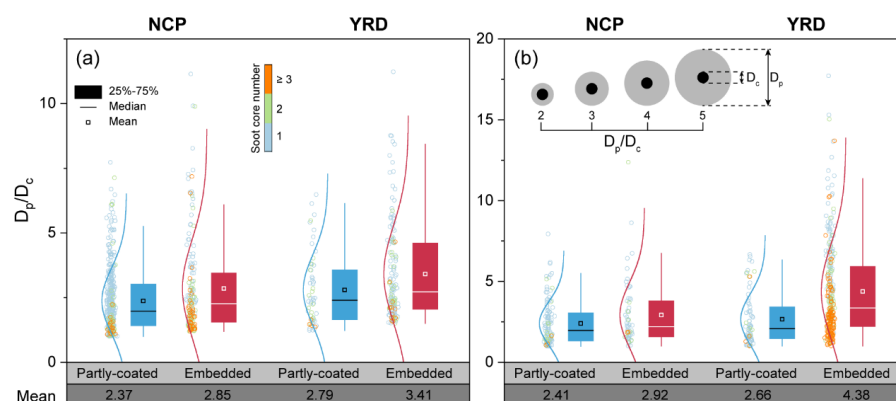 NCP YRD NCP YRD
(a)
25%-75%
Median
Mean
Soot core number
≥ 3
2
1
10
5
0
Dp/Dc
(b)
20
15
10
5
0
2 3 4 5
Dp/Dc
Dc
Dp
Partly-coated Embedded Partly-coated Embedded Partly-coated Embedded Partly-coated Embedded
Mean 2.37 2.85 2.79 3.41 2.41 2.92 2.66 4.38